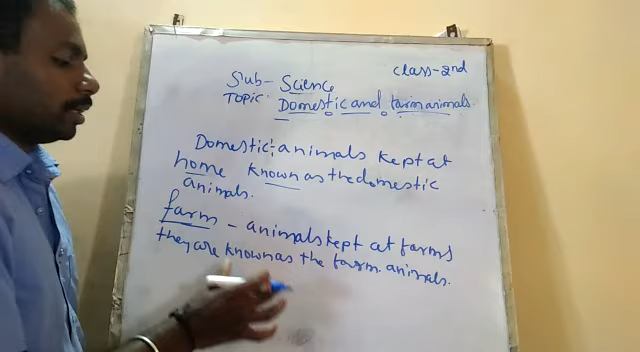 Class-2nd
Sub- Science
TOPIC: Domestic and farm animals.
Domestic:- animals kept at
home known as the domestic
animals.
farm - animals kept at farms
they are known as the farm animals.